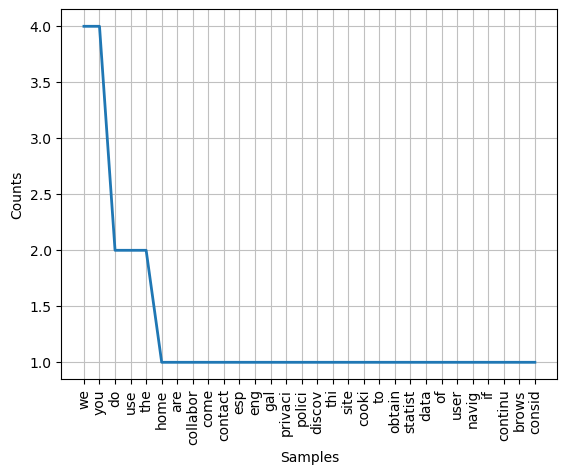 4.0
3.5
3.0
2.5
2.0
1.5
1.0
Counts
we
you
do
use
the
home
are
collabor
come
contact
esp
eng
gal
privaci
polici
discov
thi
site
cooki
to
obtain
statist
data
of
user
navig
if
continu
brows
consid
Samples